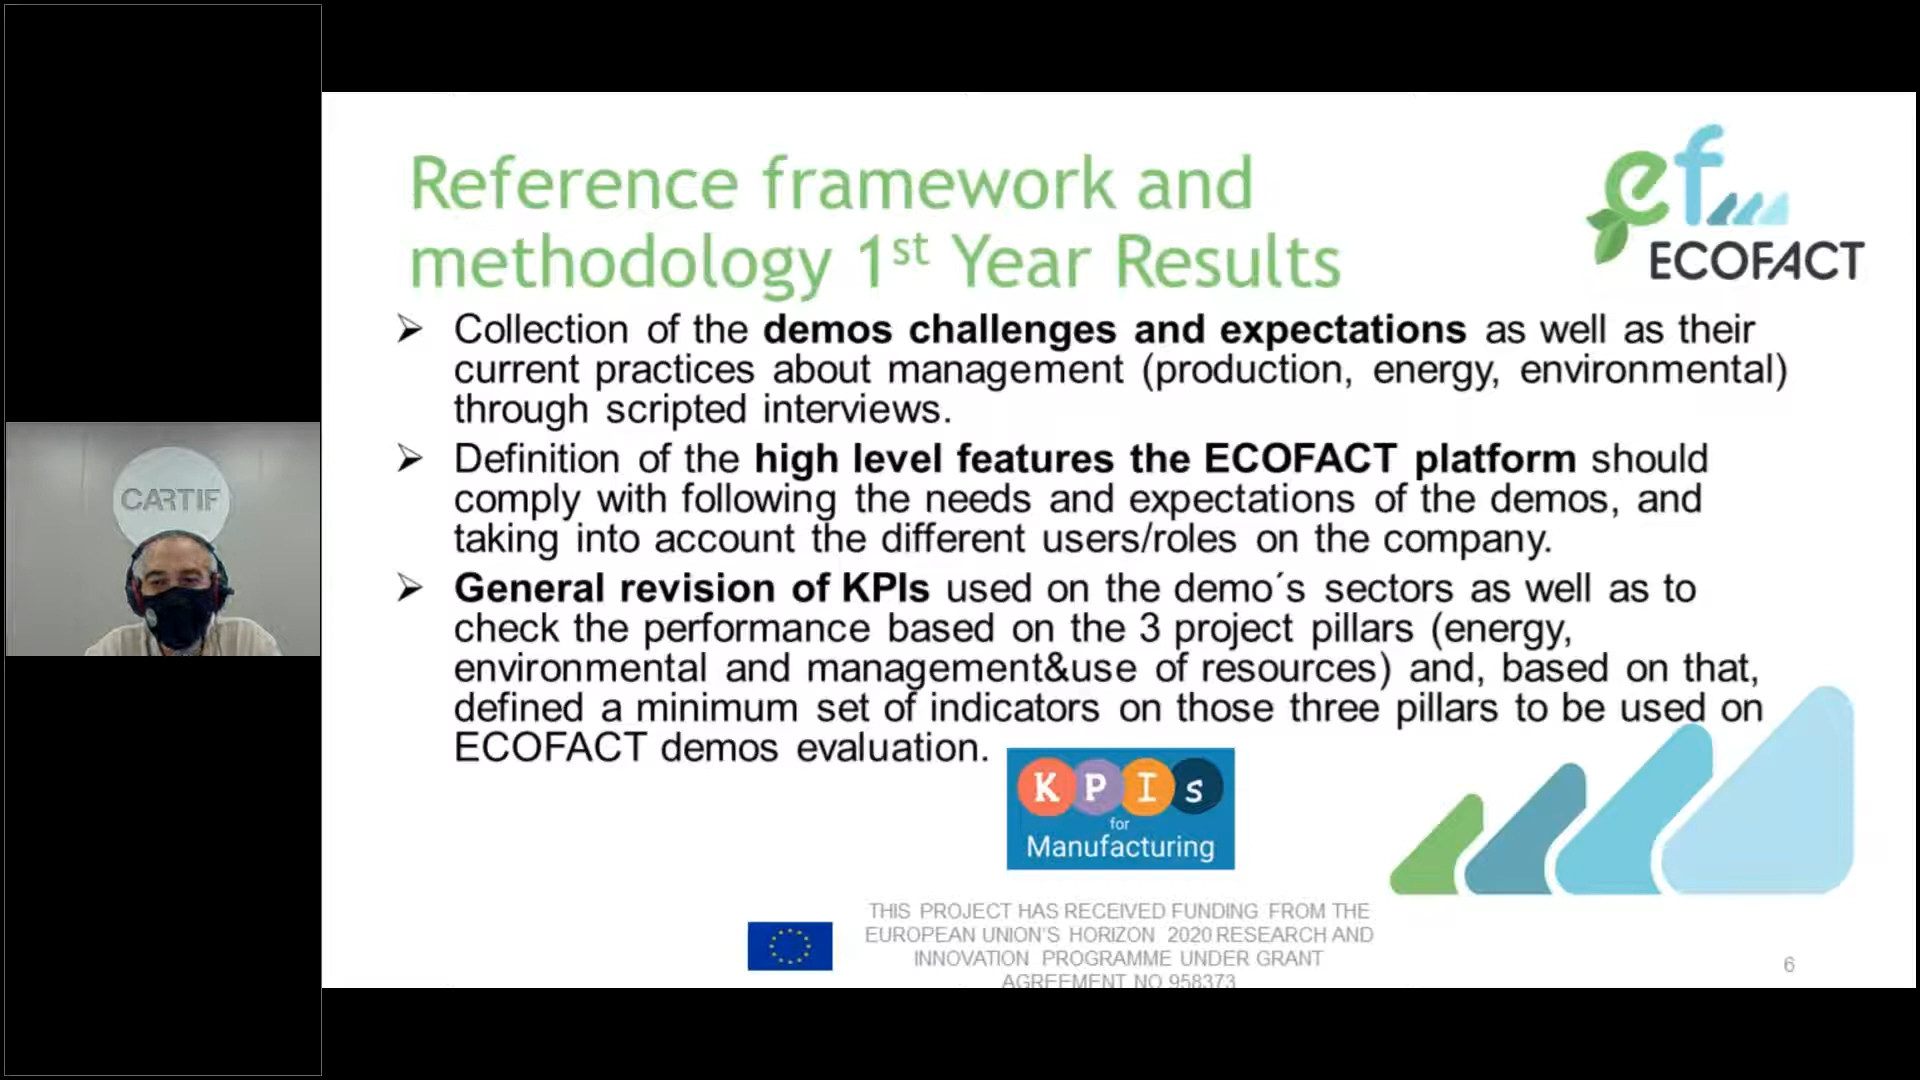 Reference framework and
methodology 1st Year Results
ef
ECOFACT
➢ Collection of the demos challenges and expectations as well as their
current practices about management (production, energy, environmental)
through scripted interviews.
➢ Definition of the high level features the ECOFACT platform should
comply with following the needs and expectations of the demos, and
taking into account the different users/roles on the company.
➢ General revision of KPIs used on the demo´s sectors as well as to
check the performance based on the 3 project pillars (energy,
environmental and management&use of resources) and, based on that,
defined a minimum set of indicators on those three pillars to be used on
ECOFACT demos evaluation.
KPIs
for
Manufacturing
THIS PROJECT HAS RECEIVED FUNDING FROM THE
EUROPEAN UNION'S HORIZON 2020 RESEARCH AND
INNOVATION PROGRAMME UNDER GRANT
AGREEMENT NO 958373
6
CARTIF